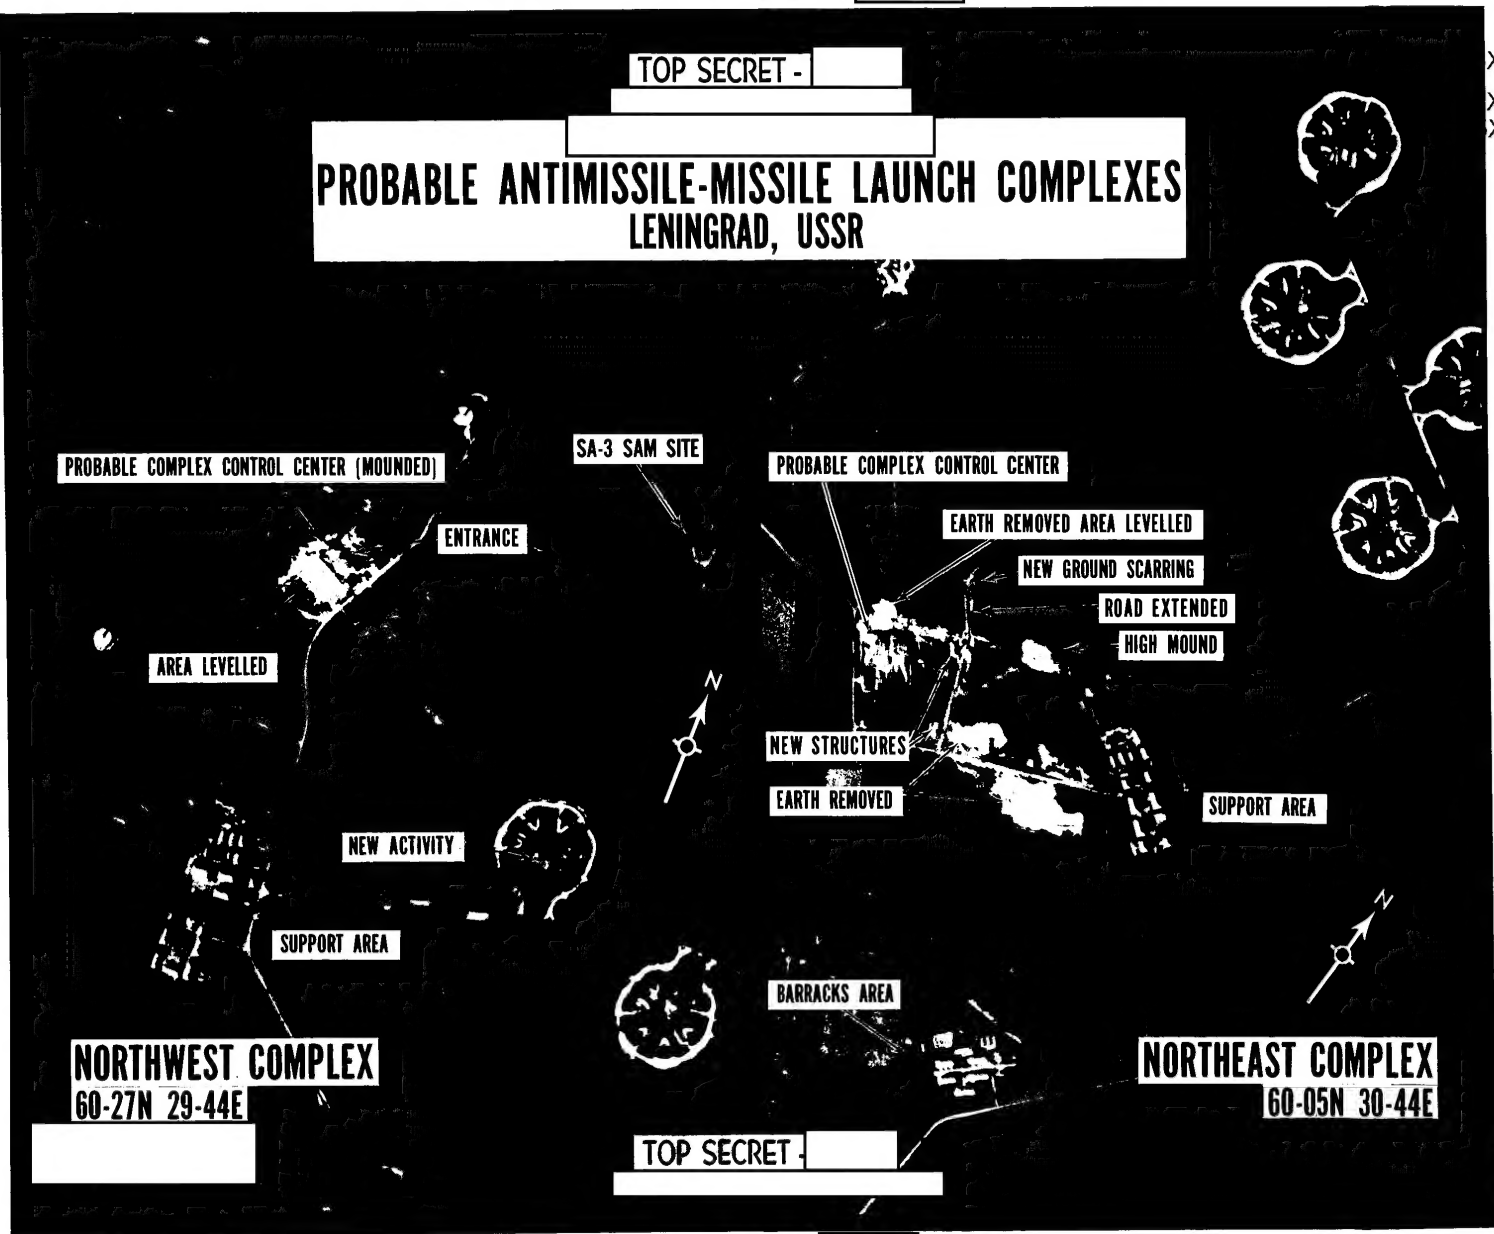 TOP SECRET -
PROBABLE ANTIMISSILE-MISSILE LAUNCH COMPLEXES
LENINGRAD, USSR
PROBABLE COMPLEX CONTROL CENTER (MOUNDED)
ENTRANCE
AREA LEVELLED
SA-3 SAM SITE
PROBABLE COMPLEX CONTROL CENTER
EARTH REMOVED AREA LEVELLED
NEW GROUND SCARRING
ROAD EXTENDED
HIGH MOUND
N
NEW STRUCTURES
EARTH REMOVED
SUPPORT AREA
NEW ACTIVITY
SUPPORT AREA
N
BARRACKS AREA
NORTHWEST COMPLEX
60-27N 29-44E
NORTHEAST COMPLEX
60-05N 30-44E
TOP SECRET -